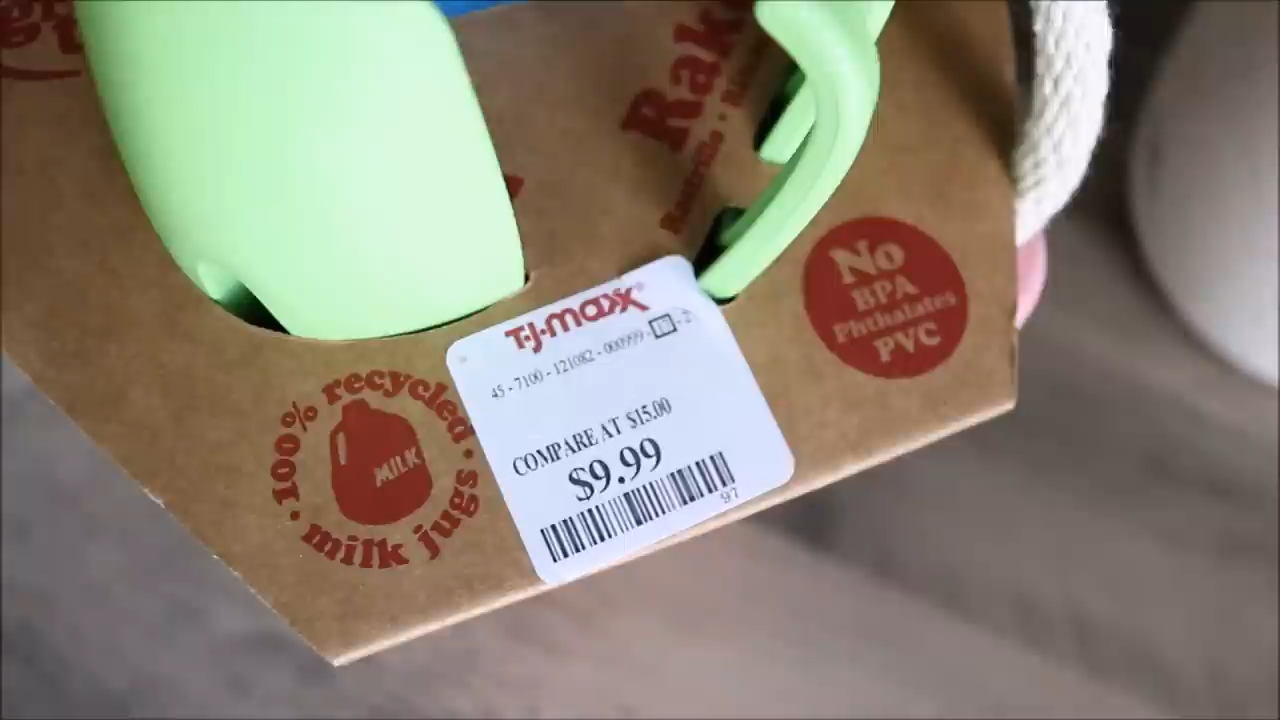 T·J·maxx®
45 - 7100 - 121082 - 000999 -
COMPARE AT $15.00
$9.99
97
100% recycled
milk jugs
MILK
No
BPA
Phthalates
PVC